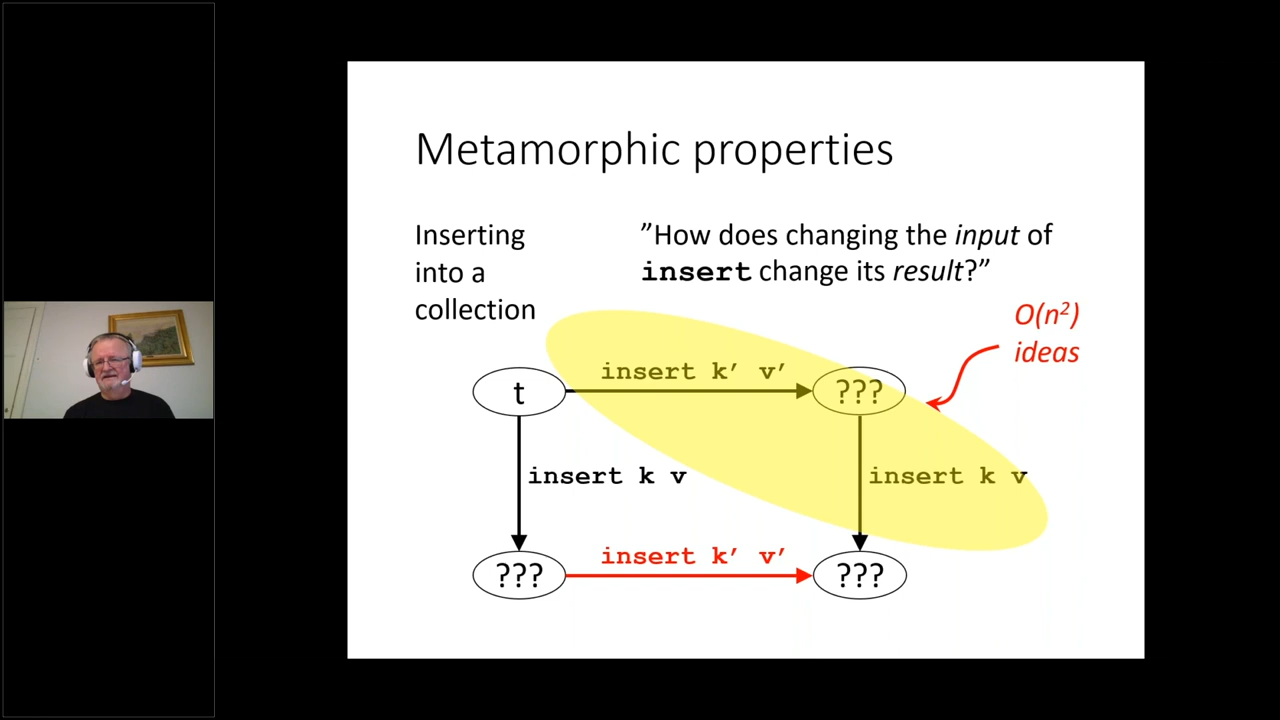 Metamorphic properties
Inserting
into a
collection
”How does changing the input of
insert change its result?”
O(n²)
ideas
insert k’ v’
t
???
insert k v
insert k v
insert k’ v’
???
???